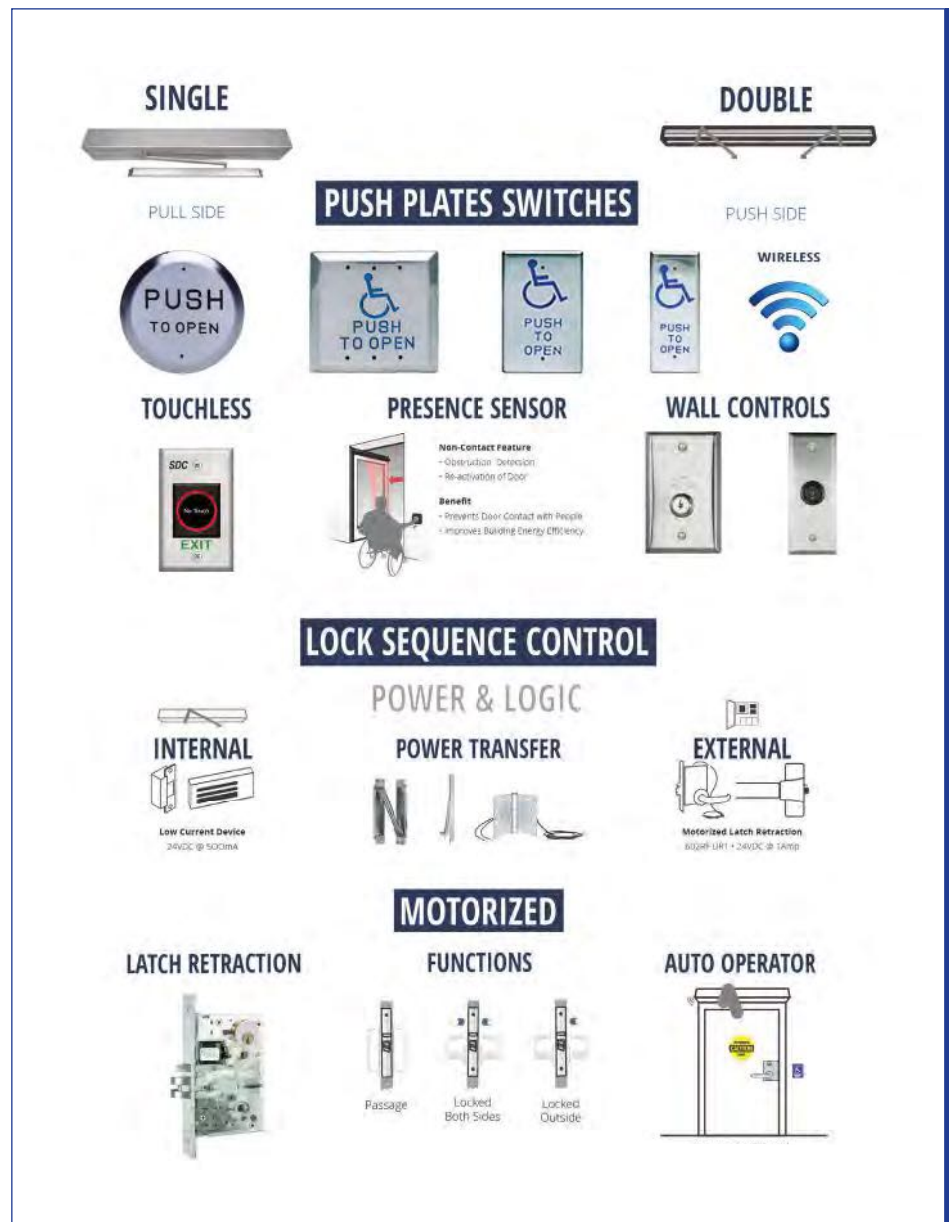 SINGLE
DOUBLE
PULL SIDE
PUSH PLATES SWITCHES
PUSH SIDE
PUSH
TO OPEN
PUSH
TO OPEN
PUSH
TO
OPEN
PUSH
TO
OPEN
WIRELESS
TOUCHLESS
PRESENCE SENSOR
WALL CONTROLS
SDC
No Touch
EXIT
Non-Contact Feature
- Obstruction Detection
- Re-activation of Door
Benefit
- Prevents Door Contact with People
- Improves Building Energy Efficiency
LOCK SEQUENCE CONTROL
POWER & LOGIC
INTERNAL
POWER TRANSFER
EXTERNAL
Low Current Device
24VDC @ 500mA
Motorized Latch Retraction
602RF UR1 • 24VDC @ 1Amp
MOTORIZED
LATCH RETRACTION
FUNCTIONS
AUTO OPERATOR
CAUTION
Passage
Locked
Both Sides
Locked
Outside